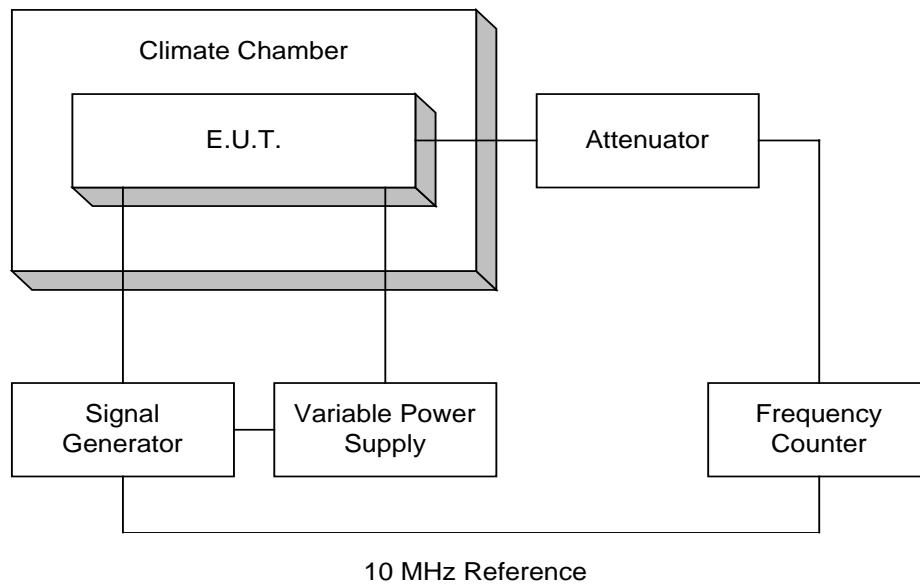 Climate Chamber
E.U.T.
Attenuator
Signal
Generator
Variable Power
Supply
Frequency
Counter
10 MHz Reference